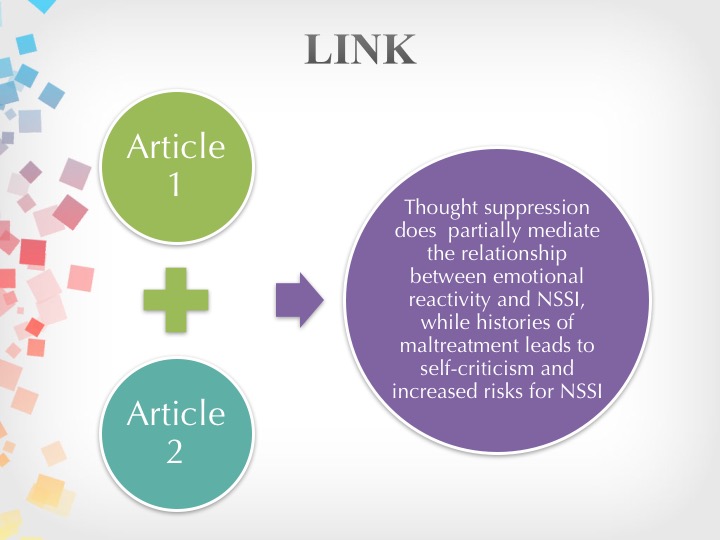 LINK
Article
1
Article
2
Thought suppression
does  partially mediate
the relationship
between emotional
reactivity and NSSI,
while histories of
maltreatment leads to
self-criticism and
increased risks for NSSI